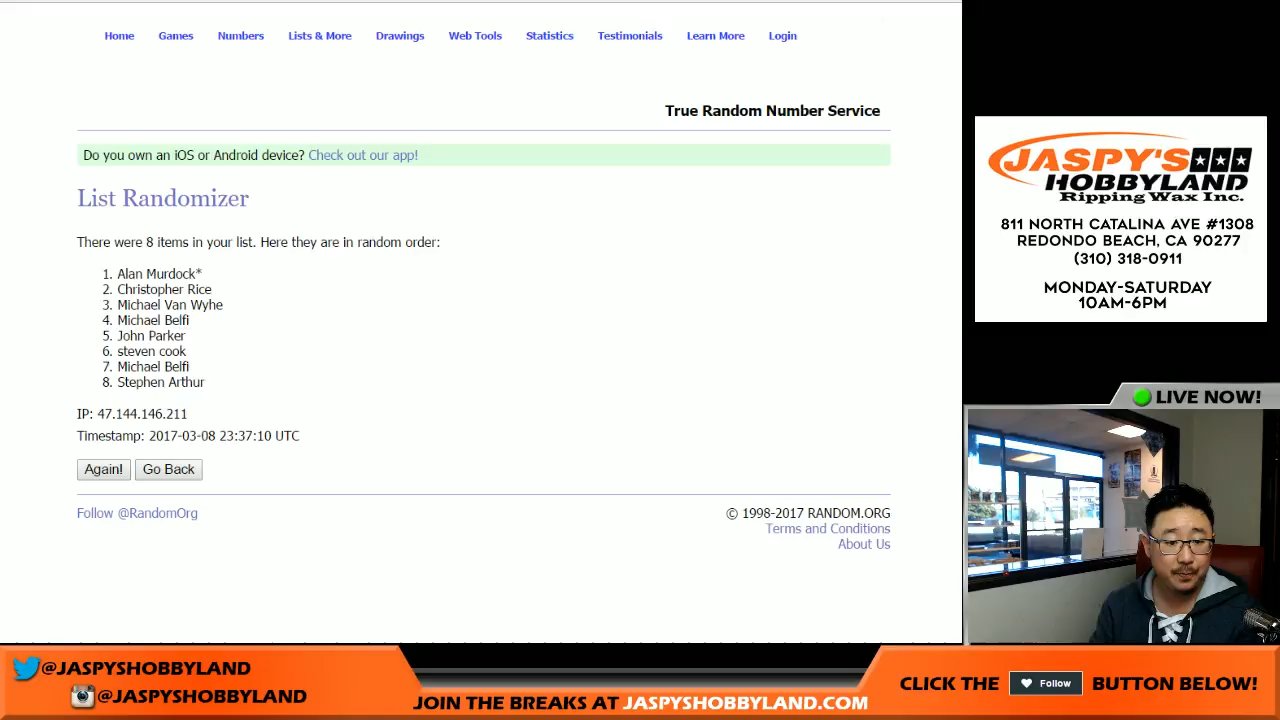 Home Games Numbers Lists & More Drawings Web Tools Statistics Testimonials Learn More Login
True Random Number Service
Do you own an iOS or Android device? Check out our app!
List Randomizer
There were 8 items in your list. Here they are in random order:
1. Alan Murdock*
2. Christopher Rice
3. Michael Van Wyhe
4. Michael Belfi
5. John Parker
6. steven cook
7. Michael Belfi
8. Stephen Arthur
IP: 47.144.146.211
Timestamp: 2017-03-08 23:37:10 UTC
Again! Go Back
Follow @RandomOrg
© 1998-2017 RANDOM.ORG
Terms and Conditions
About Us
JASPY'S
HOBBYLAND
Ripping Wax Inc.
811 NORTH CATALINA AVE #1308
REDONDO BEACH, CA 90277
(310) 318-0911
MONDAY-SATURDAY
10AM-6PM
LIVE NOW!
@JASPYSHOBBYLAND
@JASPYSHOBBYLAND
JOIN THE BREAKS AT JASPYSHOBBYLAND.COM
CLICK THE Follow BUTTON BELOW!